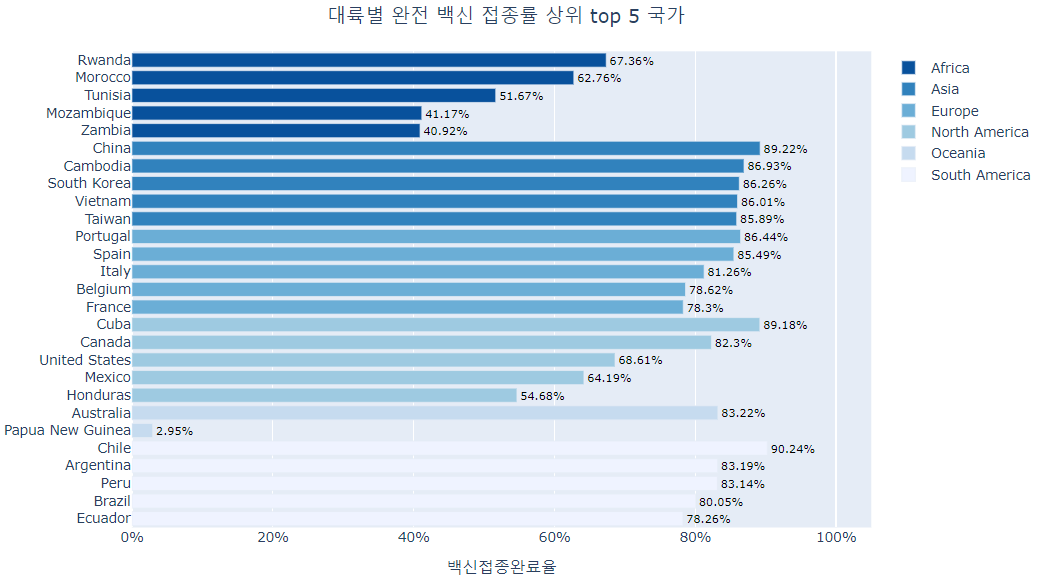 대륙별 완전 백신 접종률 상위 top 5 국가
Rwanda 67.36%
Morocco 62.76%
Tunisia 51.67%
Mozambique 41.17%
Zambia 40.92%
China 89.22%
Cambodia 86.93%
South Korea 86.26%
Vietnam 86.01%
Taiwan 85.89%
Portugal 86.44%
Spain 85.49%
Italy 81.26%
Belgium 78.62%
France 78.3%
Cuba 89.18%
Canada 82.3%
United States 68.61%
Mexico 64.19%
Honduras 54.68%
Australia 83.22%
Papua New Guinea 2.95%
Chile 90.24%
Argentina 83.19%
Peru 83.14%
Brazil 80.05%
Ecuador 78.26%
0% 20% 40% 60% 80% 100%
백신접종완료율
Africa
Asia
Europe
North America
Oceania
South America